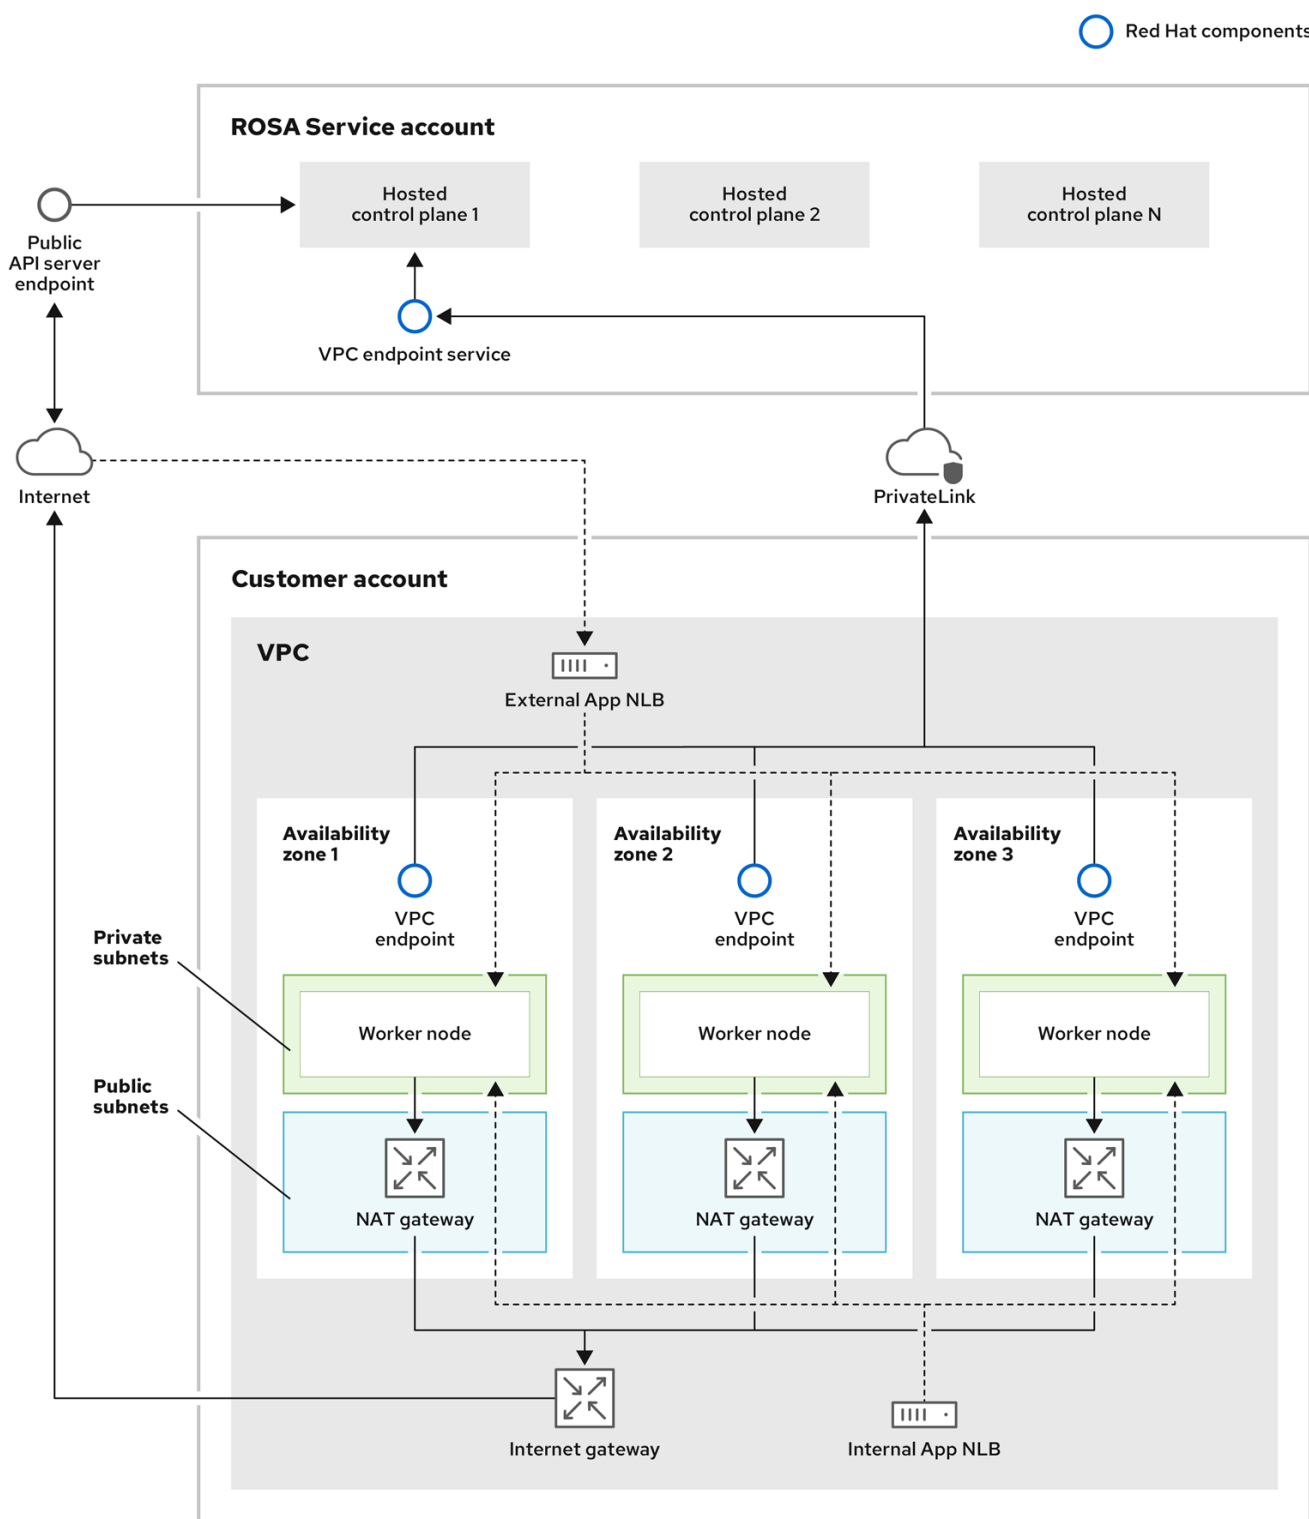 Red Hat components
ROSA Service account
Hosted
control plane 1
Hosted
control plane 2
Hosted
control plane N
Public
API server
endpoint
VPC endpoint service
Internet
PrivateLink
Customer account
VPC
External App NLB
Availability
zone 1
Availability
zone 2
Availability
zone 3
VPC
endpoint
VPC
endpoint
VPC
endpoint
Private
subnets
Worker node
Worker node
Worker node
Public
subnets
NAT gateway
NAT gateway
NAT gateway
Internet gateway
Internal App NLB